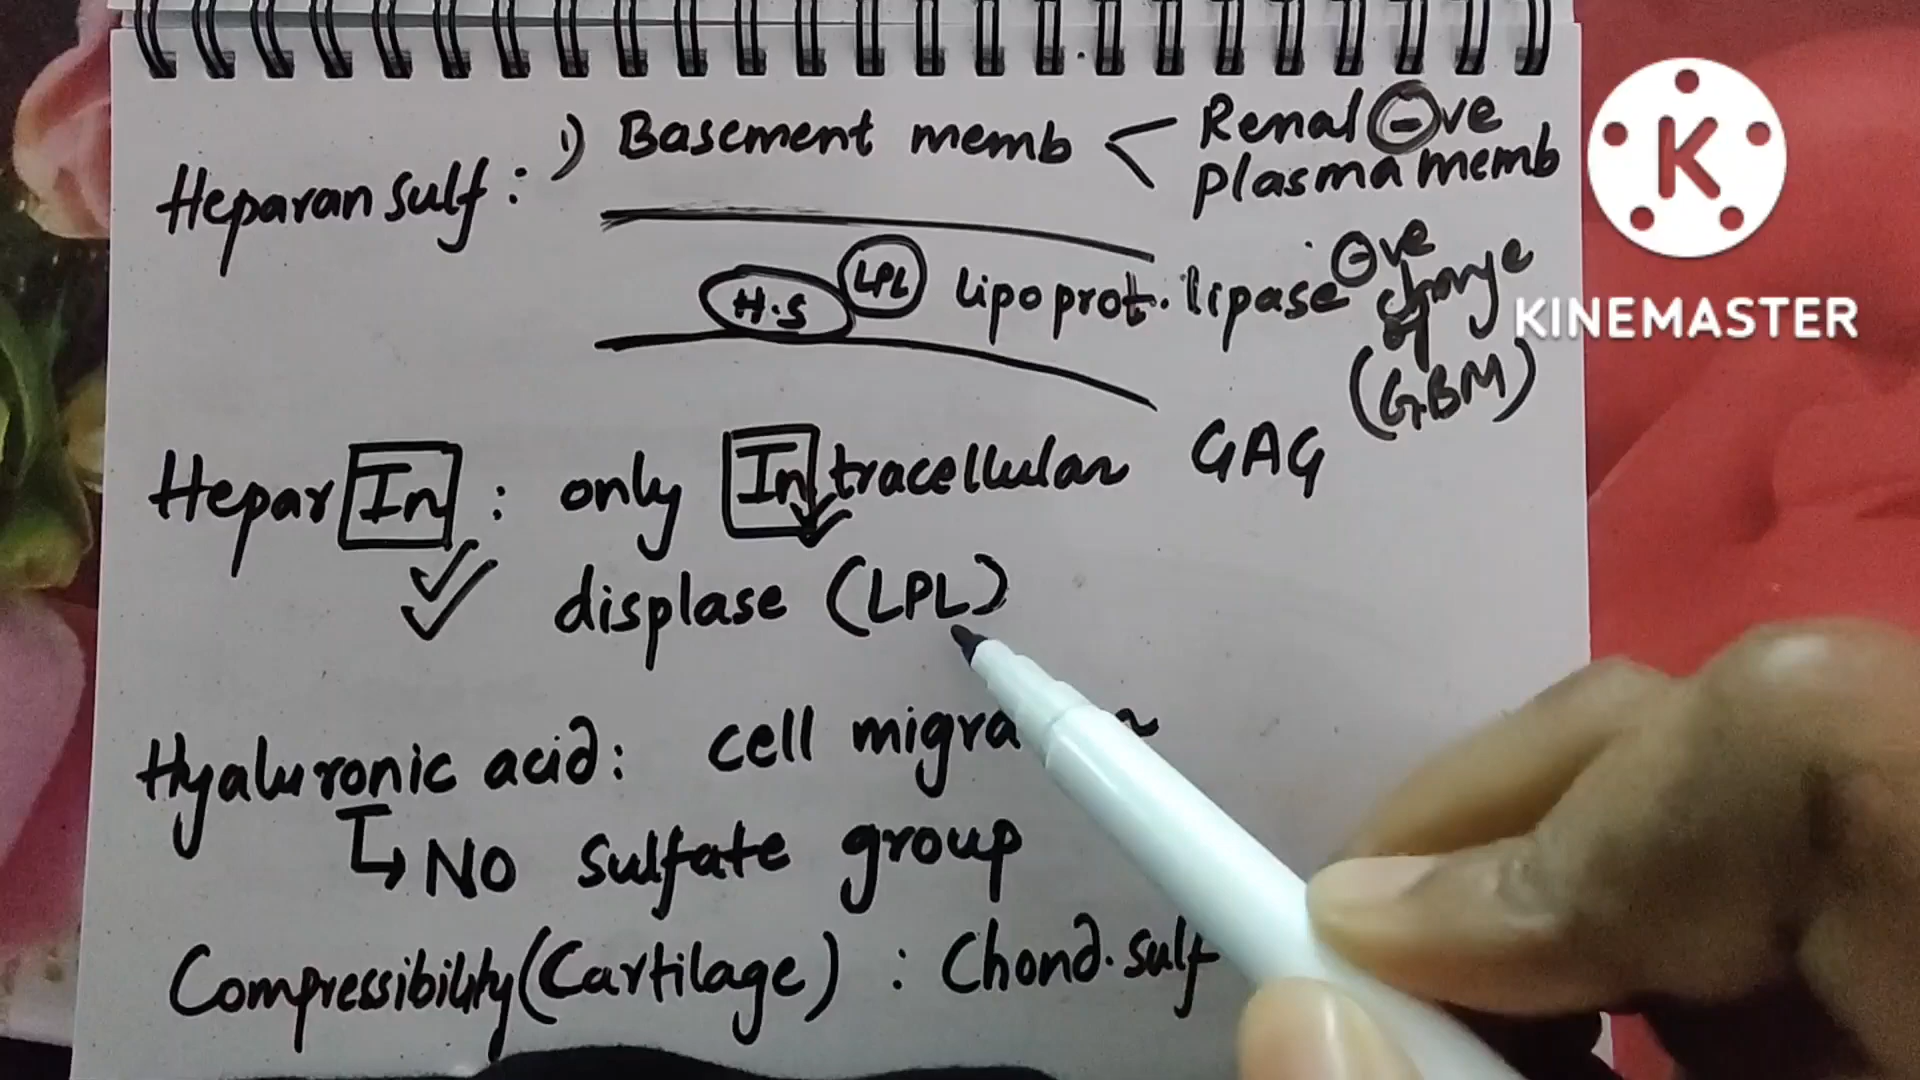 Heparan sulf : 1) Basement memb < Renal ⊖ve
plasma memb
H.S LPL lipoprot. lipase
⊖ve
charge
of
(GBM)
HeparIn : only Intracellular GAG
displase (LPL)
Hyaluronic acid : cell migra
↳ NO sulfate group
Compressibility (Cartilage) : Chond. sulf
K
KINEMASTER